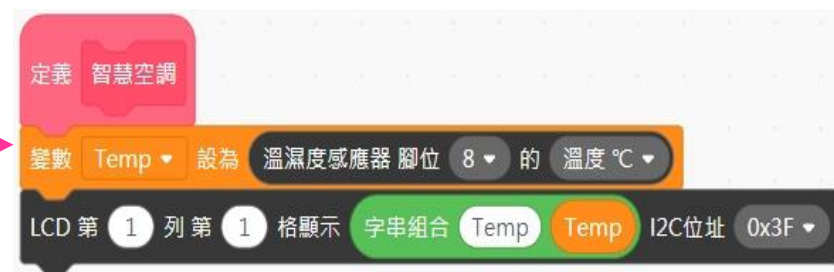 定義 智慧空調
變數 Temp 設為 溫濕度感應器 腳位 8 的 溫度 ℃
LCD 第 1 列 第 1 格顯示 字串組合 Temp Temp I2C位址 0x3F